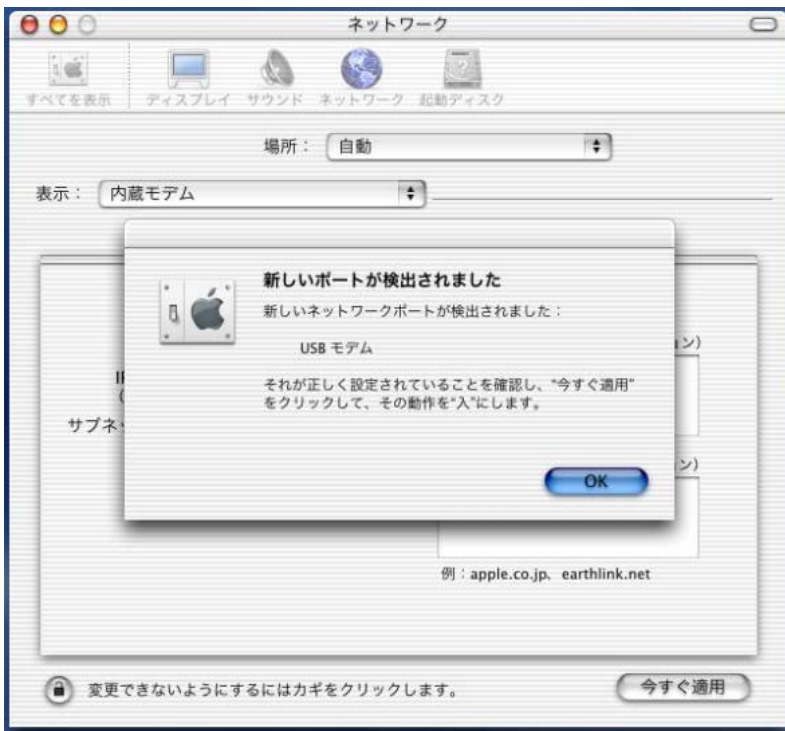 ネットワーク
すべてを表示 ディスプレイ サウンド ネットワーク 起動ディスク
場所： 自動
表示： 内蔵モデム
新しいポートが検出されました
新しいネットワークポートが検出されました：
USB モデム
ョン）
それが正しく設定されていることを確認し、“今すぐ適用”
をクリックして、その動作を“入”にします。
サブネッ
ョン）
OK
例：apple.co.jp、earthlink.net
変更できないようにするにはカギをクリックします。
今すぐ適用